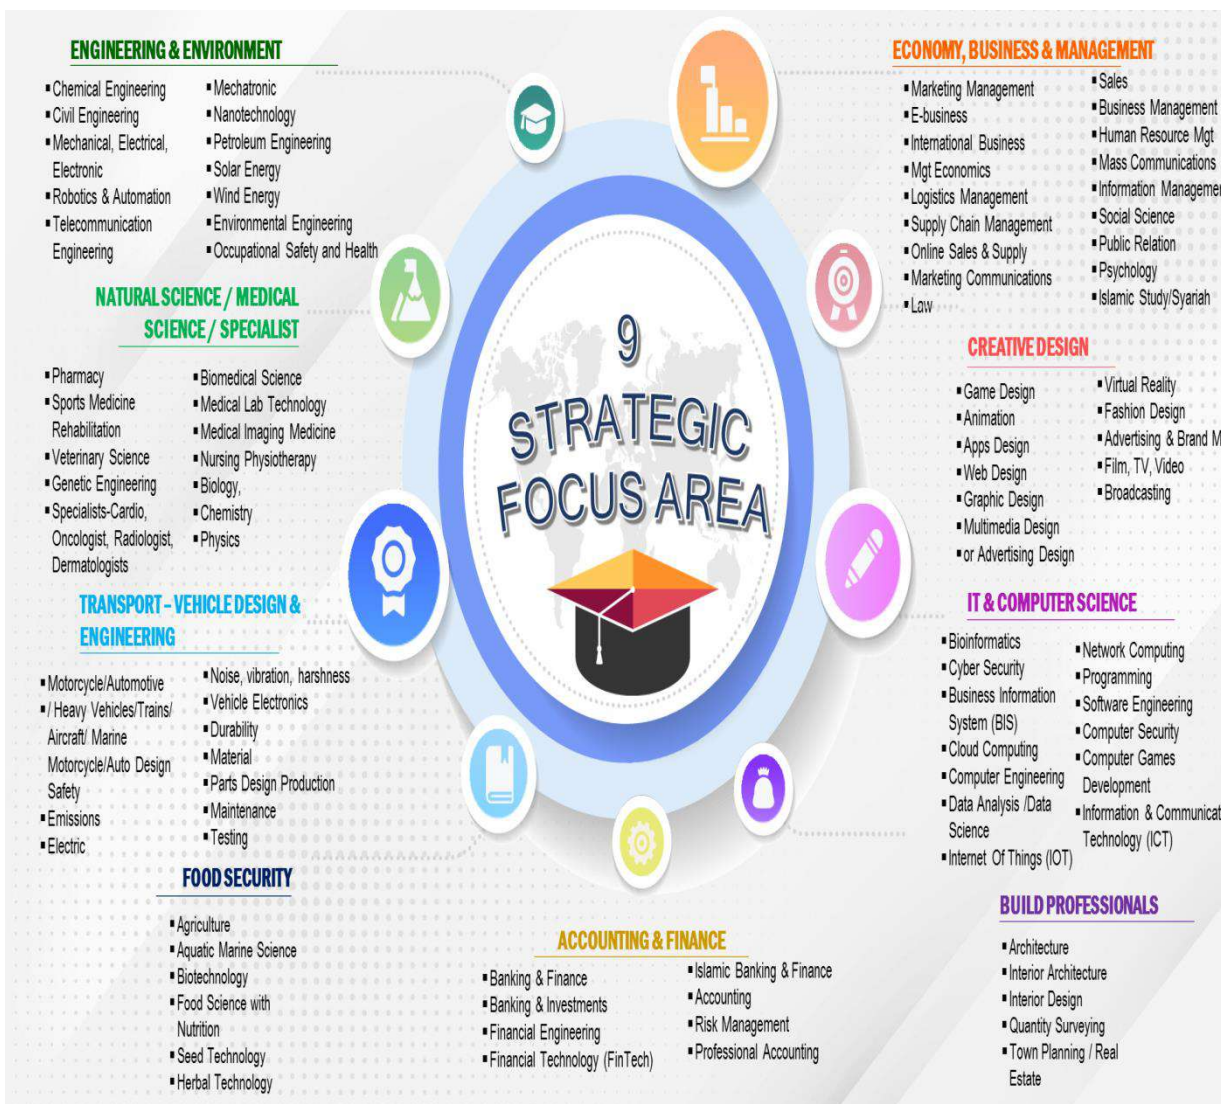 ENGINEERING & ENVIRONMENT
▪Chemical Engineering
▪Civil Engineering
▪Mechanical, Electrical,
Electronic
▪Robotics & Automation
▪Telecommunication
Engineering
▪Mechatronic
▪Nanotechnology
▪Petroleum Engineering
▪Solar Energy
▪Wind Energy
▪Environmental Engineering
▪Occupational Safety and Health
NATURAL SCIENCE / MEDICAL
SCIENCE / SPECIALIST
▪Pharmacy
▪Sports Medicine
Rehabilitation
▪Veterinary Science
▪Genetic Engineering
▪Specialists-Cardio,
Oncologist, Radiologist,
Dermatologists
▪Biomedical Science
▪Medical Lab Technology
▪Medical Imaging Medicine
▪Nursing Physiotherapy
▪Biology,
▪Chemistry
▪Physics
TRANSPORT – VEHICLE DESIGN &
ENGINEERING
▪Motorcycle/Automotive
▪/ Heavy Vehicles/Trains/
Aircraft/ Marine
Motorcycle/Auto Design
Safety
▪Emissions
▪Electric
▪Noise, vibration, harshness
▪Vehicle Electronics
▪Durability
▪Material
▪Parts Design Production
▪Maintenance
▪Testing
FOOD SECURITY
▪Agriculture
▪Aquatic Marine Science
▪Biotechnology
▪Food Science with
Nutrition
▪Seed Technology
▪Herbal Technology
9
STRATEGIC
FOCUS AREA
ACCOUNTING & FINANCE
▪Banking & Finance
▪Banking & Investments
▪Financial Engineering
▪Financial Technology (FinTech)
▪Islamic Banking & Finance
▪Accounting
▪Risk Management
▪Professional Accounting
ECONOMY, BUSINESS & MANAGEMENT
▪Marketing Management
▪E-business
▪International Business
▪Mgt Economics
▪Logistics Management
▪Supply Chain Management
▪Online Sales & Supply
▪Marketing Communications
▪Law
▪Sales
▪Business Management
▪Human Resource Mgt
▪Mass Communications
▪Information Managemen
▪Social Science
▪Public Relation
▪Psychology
▪Islamic Study/Syariah
CREATIVE DESIGN
▪Game Design
▪Animation
▪Apps Design
▪Web Design
▪Graphic Design
▪Multimedia Design
▪or Advertising Design
▪Virtual Reality
▪Fashion Design
▪Advertising & Brand M
▪Film, TV, Video
▪Broadcasting
IT & COMPUTER SCIENCE
▪Bioinformatics
▪Cyber Security
▪Business Information
System (BIS)
▪Cloud Computing
▪Computer Engineering
▪Data Analysis /Data
Science
▪Internet Of Things (IOT)
▪Network Computing
▪Programming
▪Software Engineering
▪Computer Security
▪Computer Games
Development
▪Information & Communicat
Technology (ICT)
BUILD PROFESSIONALS
▪Architecture
▪Interior Architecture
▪Interior Design
▪Quantity Surveying
▪Town Planning / Real
Estate